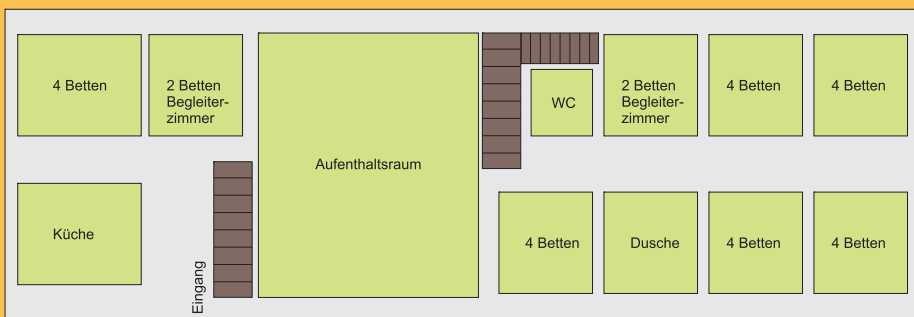 4 Betten
2 Betten
Begleiter-
zimmer
Aufenthaltsraum
WC
2 Betten
Begleiter-
zimmer
4 Betten
4 Betten
Küche
Eingang
4 Betten
Dusche
4 Betten
4 Betten